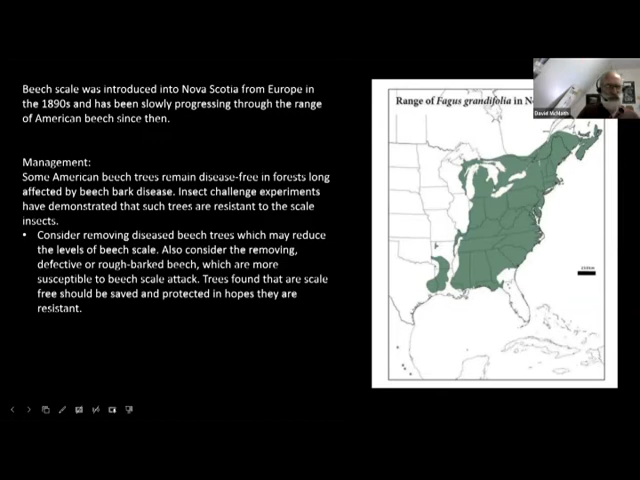 Beech scale was introduced into Nova Scotia from Europe in
the 1890s and has been slowly progressing through the range
of American beech since then.
Management:
Some American beech trees remain disease-free in forests long
affected by beech bark disease. Insect challenge experiments
have demonstrated that such trees are resistant to the scale
insects.
• Consider removing diseased beech trees which may reduce
the levels of beech scale. Also consider the removing,
defective or rough-barked beech, which are more
susceptible to beech scale attack. Trees found that are scale
free should be saved and protected in hopes they are
resistant.
Range of Fagus grandifolia in N
David McMath